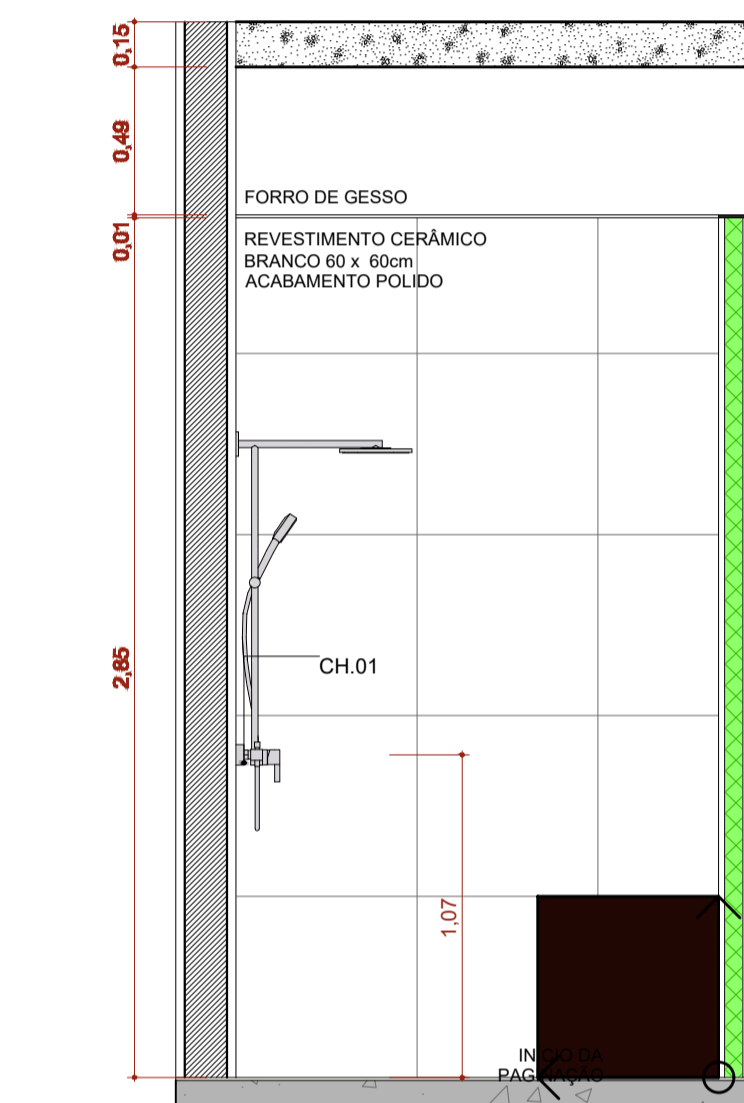 0,15
0,49
FORRO DE GESSO
0,01
REVESTIMENTO CERÂMICO
BRANCO 60 x 60cm
ACABAMENTO POLIDO
2,85
CH.01
1,07
INÍCIO DA
PAGINAÇÃO